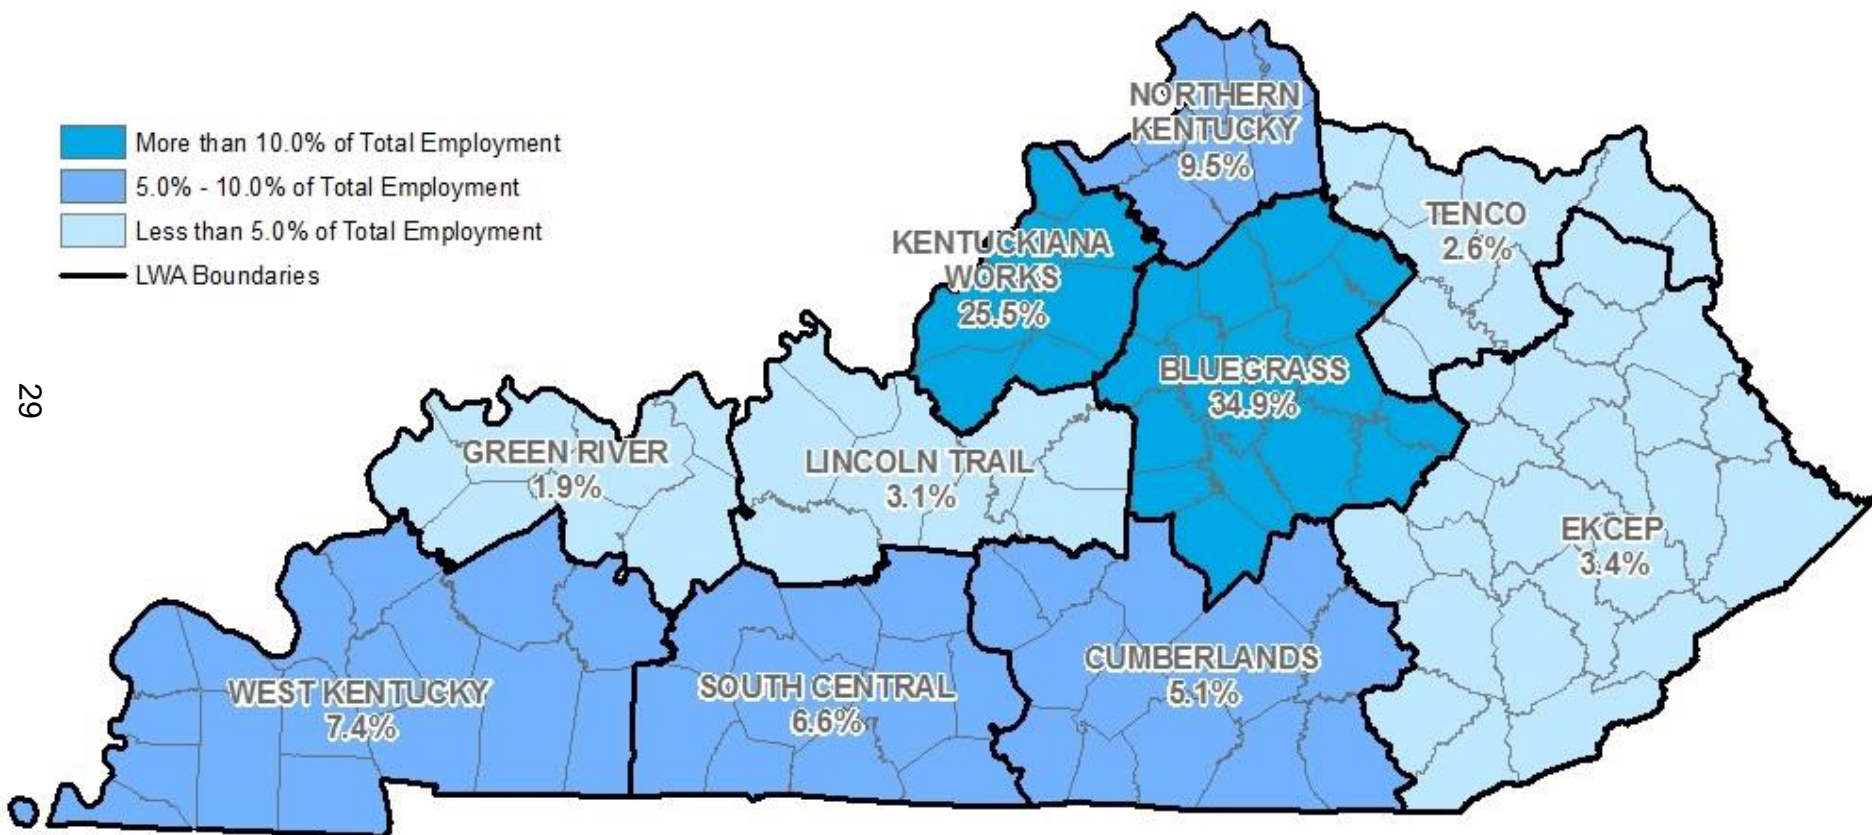 More than 10.0% of Total Employment
5.0% - 10.0% of Total Employment
Less than 5.0% of Total Employment
LWA Boundaries
NORTHERN
KENTUCKY
9.5%
TENCO
2.6%
KENTUCKIANA
WORKS
25.5%
BLUEGRASS
34.9%
29
GREEN RIVER
1.9%
LINCOLN TRAIL
3.1%
EKCEP
3.4%
WEST KENTUCKY
7.4%
SOUTH CENTRAL
6.6%
CUMBERLANDS
5.1%